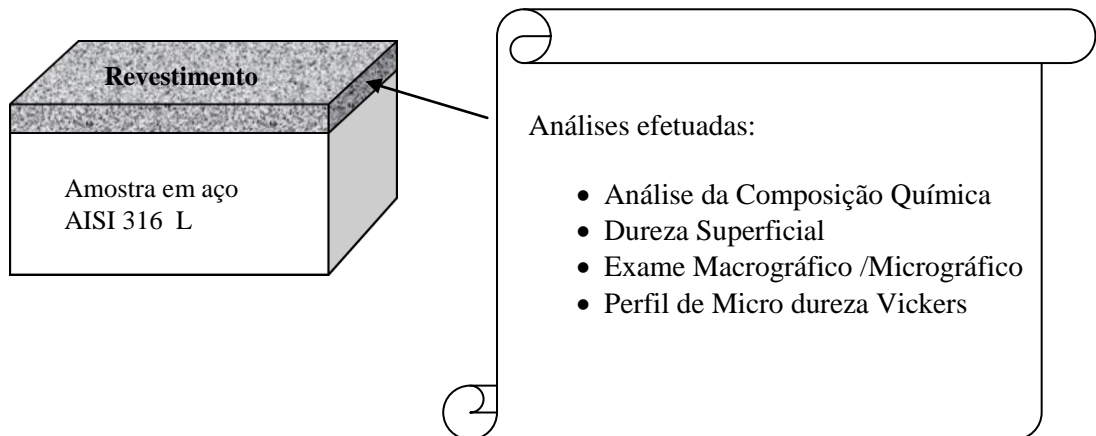 Revestimento
Amostra em aço
AISI 316 L
Análises efetuadas:
• Análise da Composição Química
• Dureza Superficial
• Exame Macrográfico /Micrográfico
• Perfil de Micro dureza Vickers